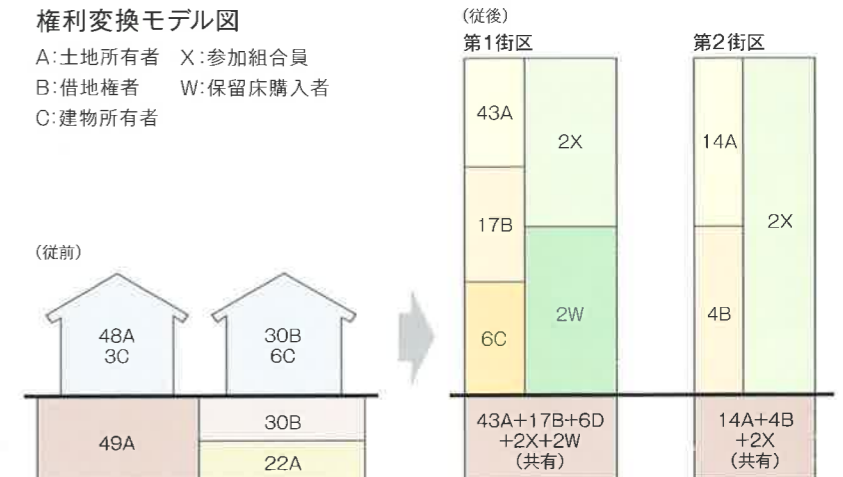 権利変換モデル図
A:土地所有者 X:参加組合員
B:借地権者 W:保留床購入者
C:建物所有者
(従前)
48A
3C
30B
6C
49A
30B
22A
(従後)
第1街区
43A
17B
6C
2X
2W
43A+17B+6D
+2X+2W
(共有)
第2街区
14A
4B
2X
14A+4B
+2X
(共有)